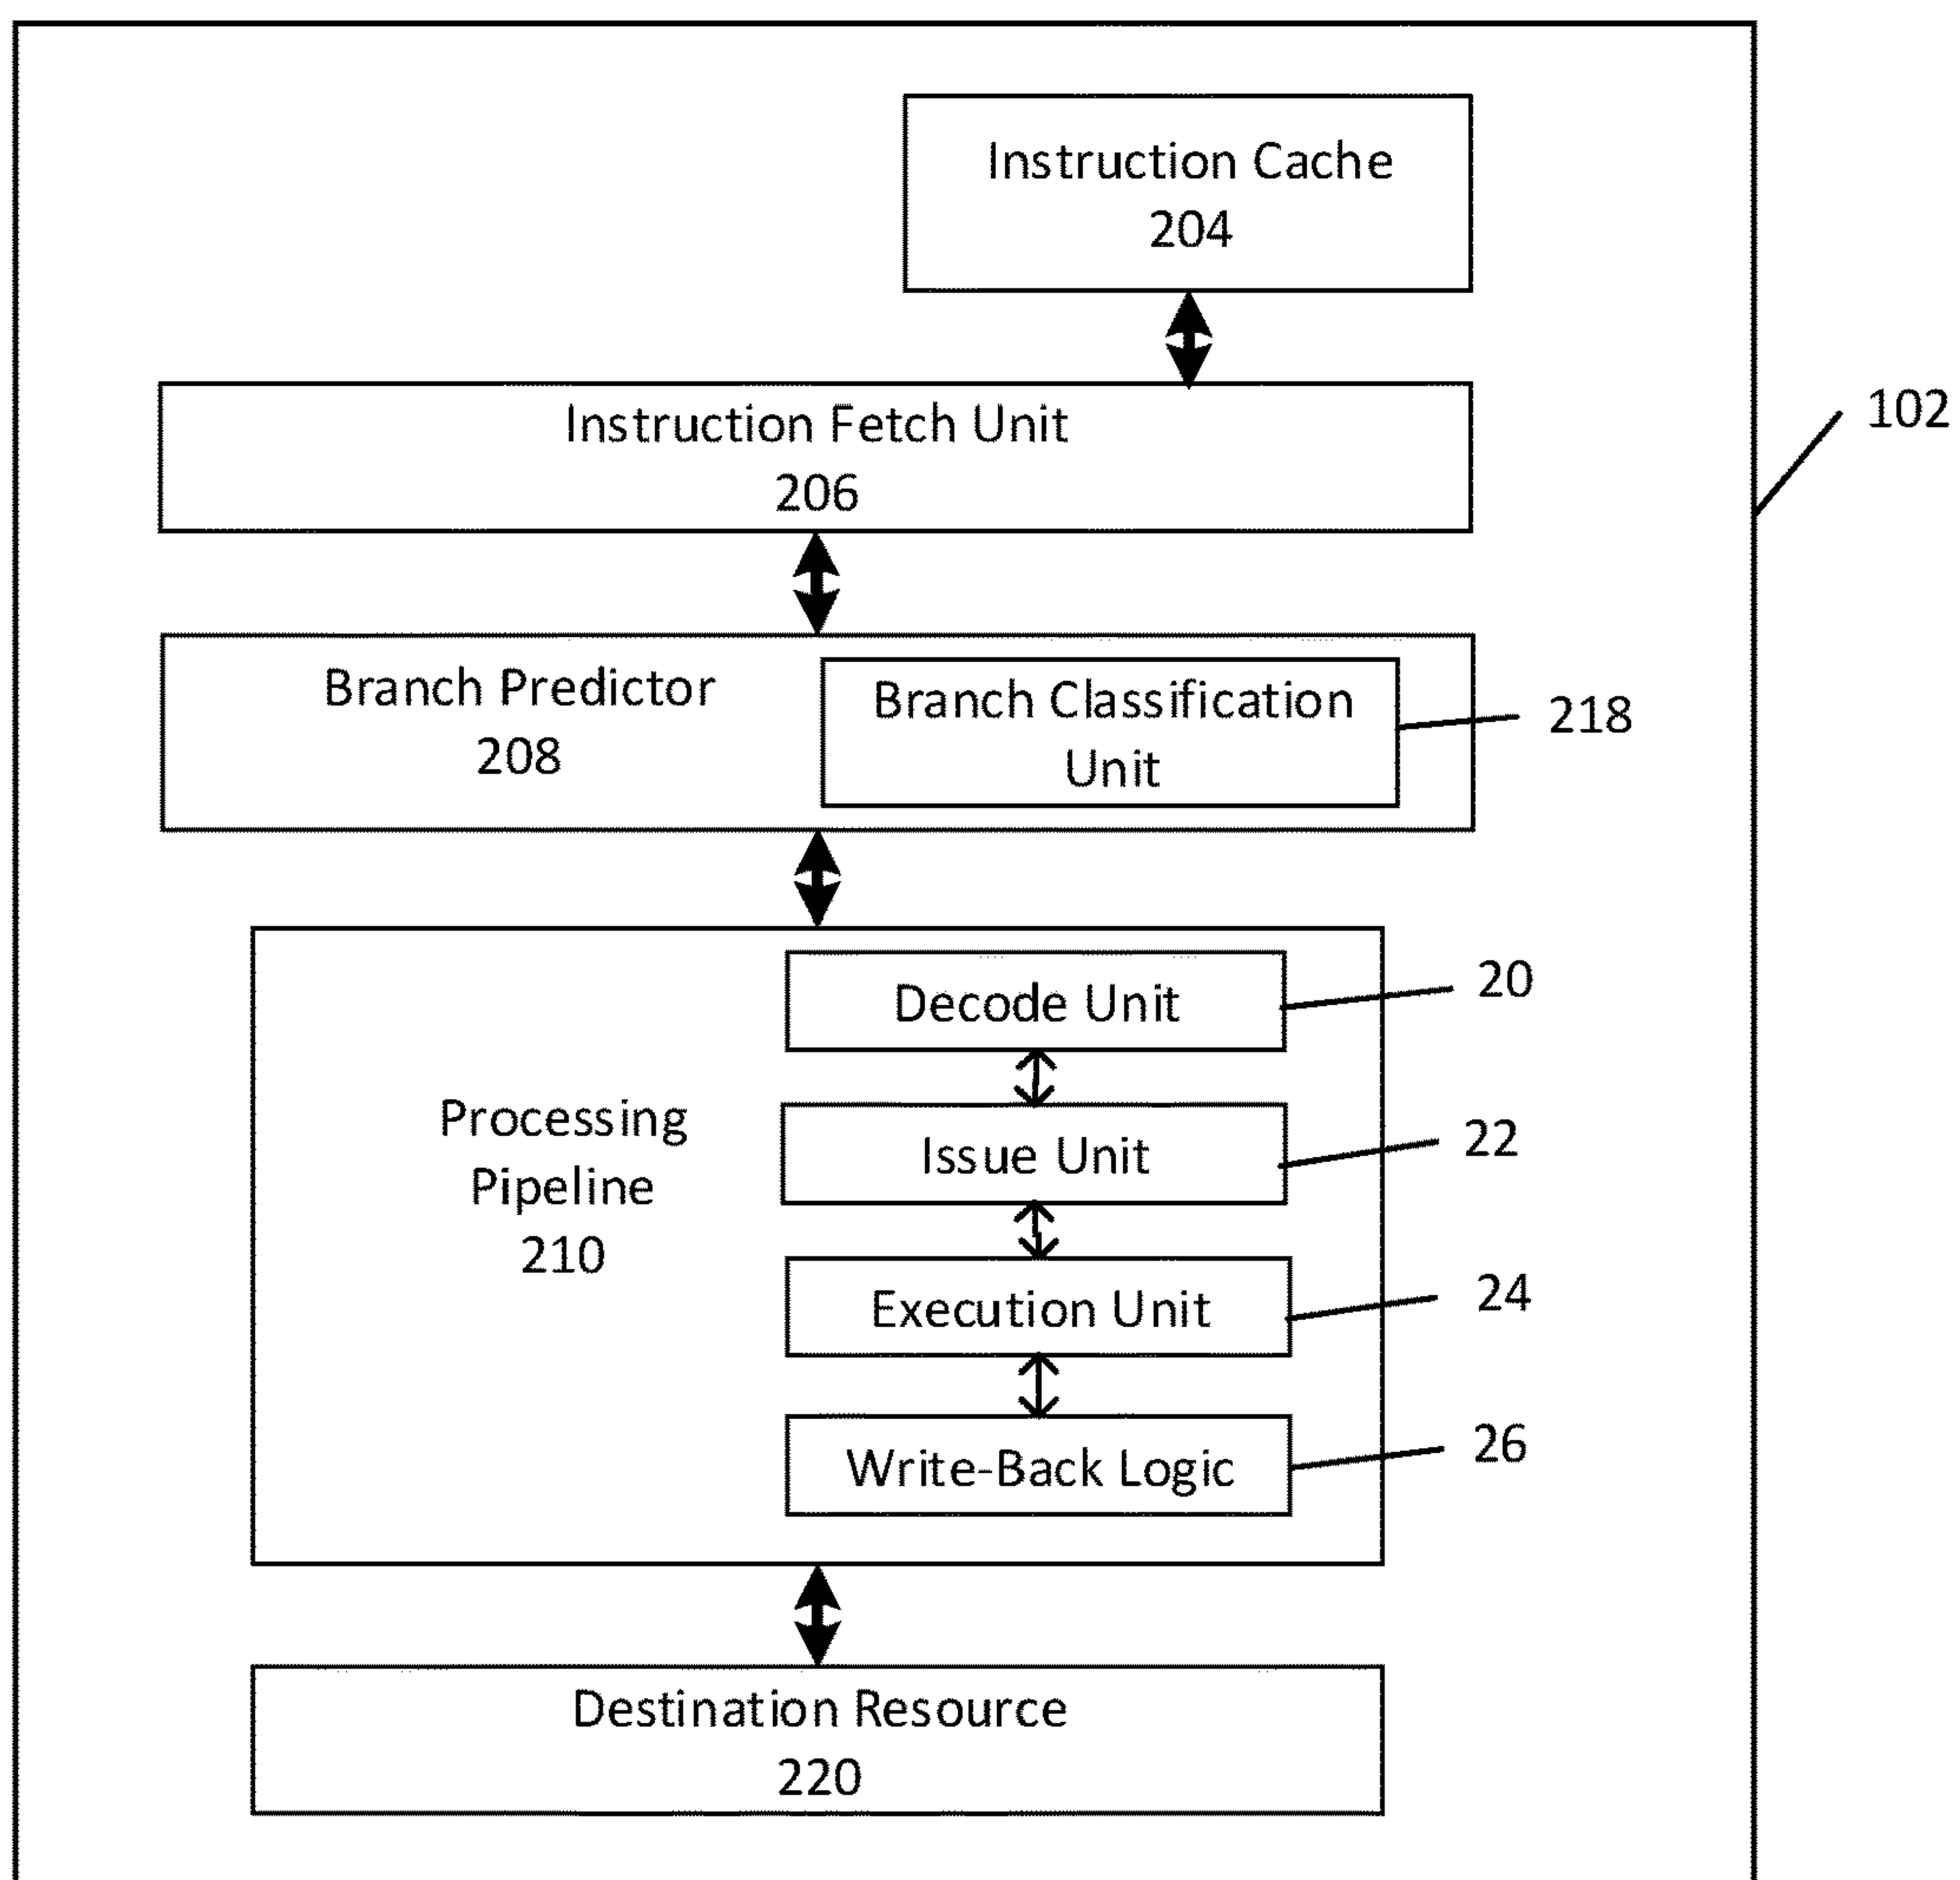 Instruction Cache
204
Instruction Fetch Unit
206
102
Branch Predictor
208
Branch Classification
Unit
218
Decode Unit
20
Processing
Pipeline
210
Issue Unit
22
Execution Unit
24
Write-Back Logic
26
Destination Resource
220